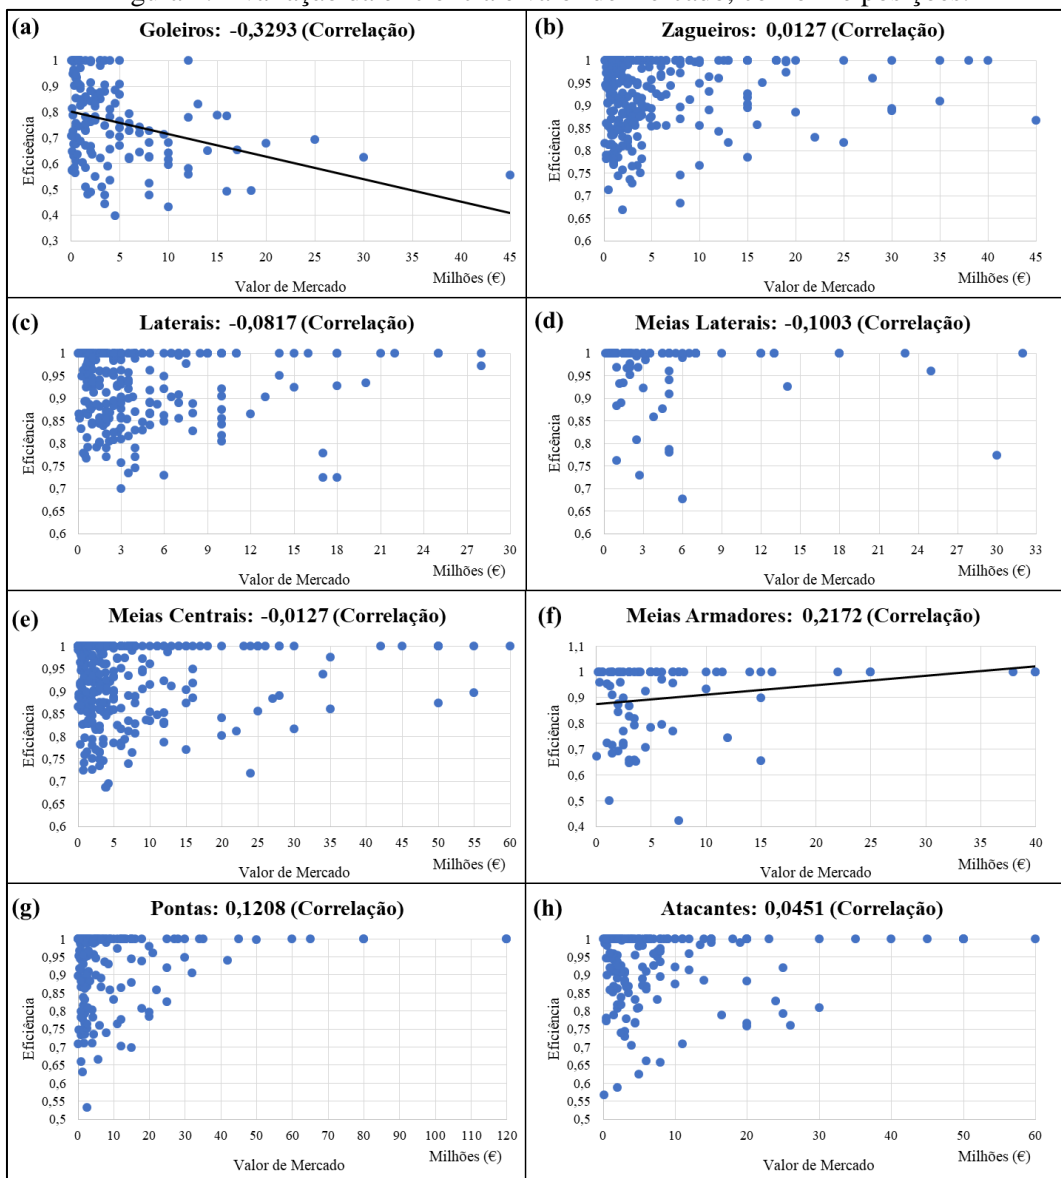 valor de mercado, conforme posições.
(a) Goleiros: -0,3293 (Correlação)
Eficieência
1
0,9
0,8
0,7
0,6
0,5
0,4
0,3
0 5 10 15 20 25 30 35 40 45
Valor de Mercado
Milhões (€)
(b) Zagueiros: 0,0127 (Correlação)
Eficiência
1
0,95
0,9
0,85
0,8
0,75
0,7
0,65
0,6
0 5 10 15 20 25 30 35 40 45
Valor de Mercado
Milhões (€)
(c) Laterais: -0,0817 (Correlação)
Eficiência
1
0,95
0,9
0,85
0,8
0,75
0,7
0,65
0,6
0 3 6 9 12 15 18 21 24 27 30
Valor de Mercado
Milhões (€)
(d) Meias Laterais: -0,1003 (Correlação)
Eficência
1
0,95
0,9
0,85
0,8
0,75
0,7
0,65
0,6
0 3 6 9 12 15 18 21 24 27 30 33
Valor de Mercado
Milhões (€)
(e) Meias Centrais: -0,0127 (Correlação)
Eficiência
1
0,95
0,9
0,85
0,8
0,75
0,7
0,65
0,6
0 5 10 15 20 25 30 35 40 45 50 55 60
Valor de Mercado
Milhões (€)
(f) Meias Armadores: 0,2172 (Correlação)
Eficiência
1,1
1
0,9
0,8
0,7
0,6
0,5
0,4
0 5 10 15 20 25 30 35 40
Valor de Mercado
Milhões (€)
(g) Pontas: 0,1208 (Correlação)
Eficiência
1
0,95
0,9
0,85
0,8
0,75
0,7
0,65
0,6
0,55
0,5
0 10 20 30 40 50 60 70 80 90 100 110 120
Valor de Mercado
Milhões (€)
(h) Atacantes: 0,0451 (Correlação)
Eficiência
1
0,95
0,9
0,85
0,8
0,75
0,7
0,65
0,6
0,55
0,5
0 10 20 30 40 50 60
Valor de Mercado
Milhões (€)